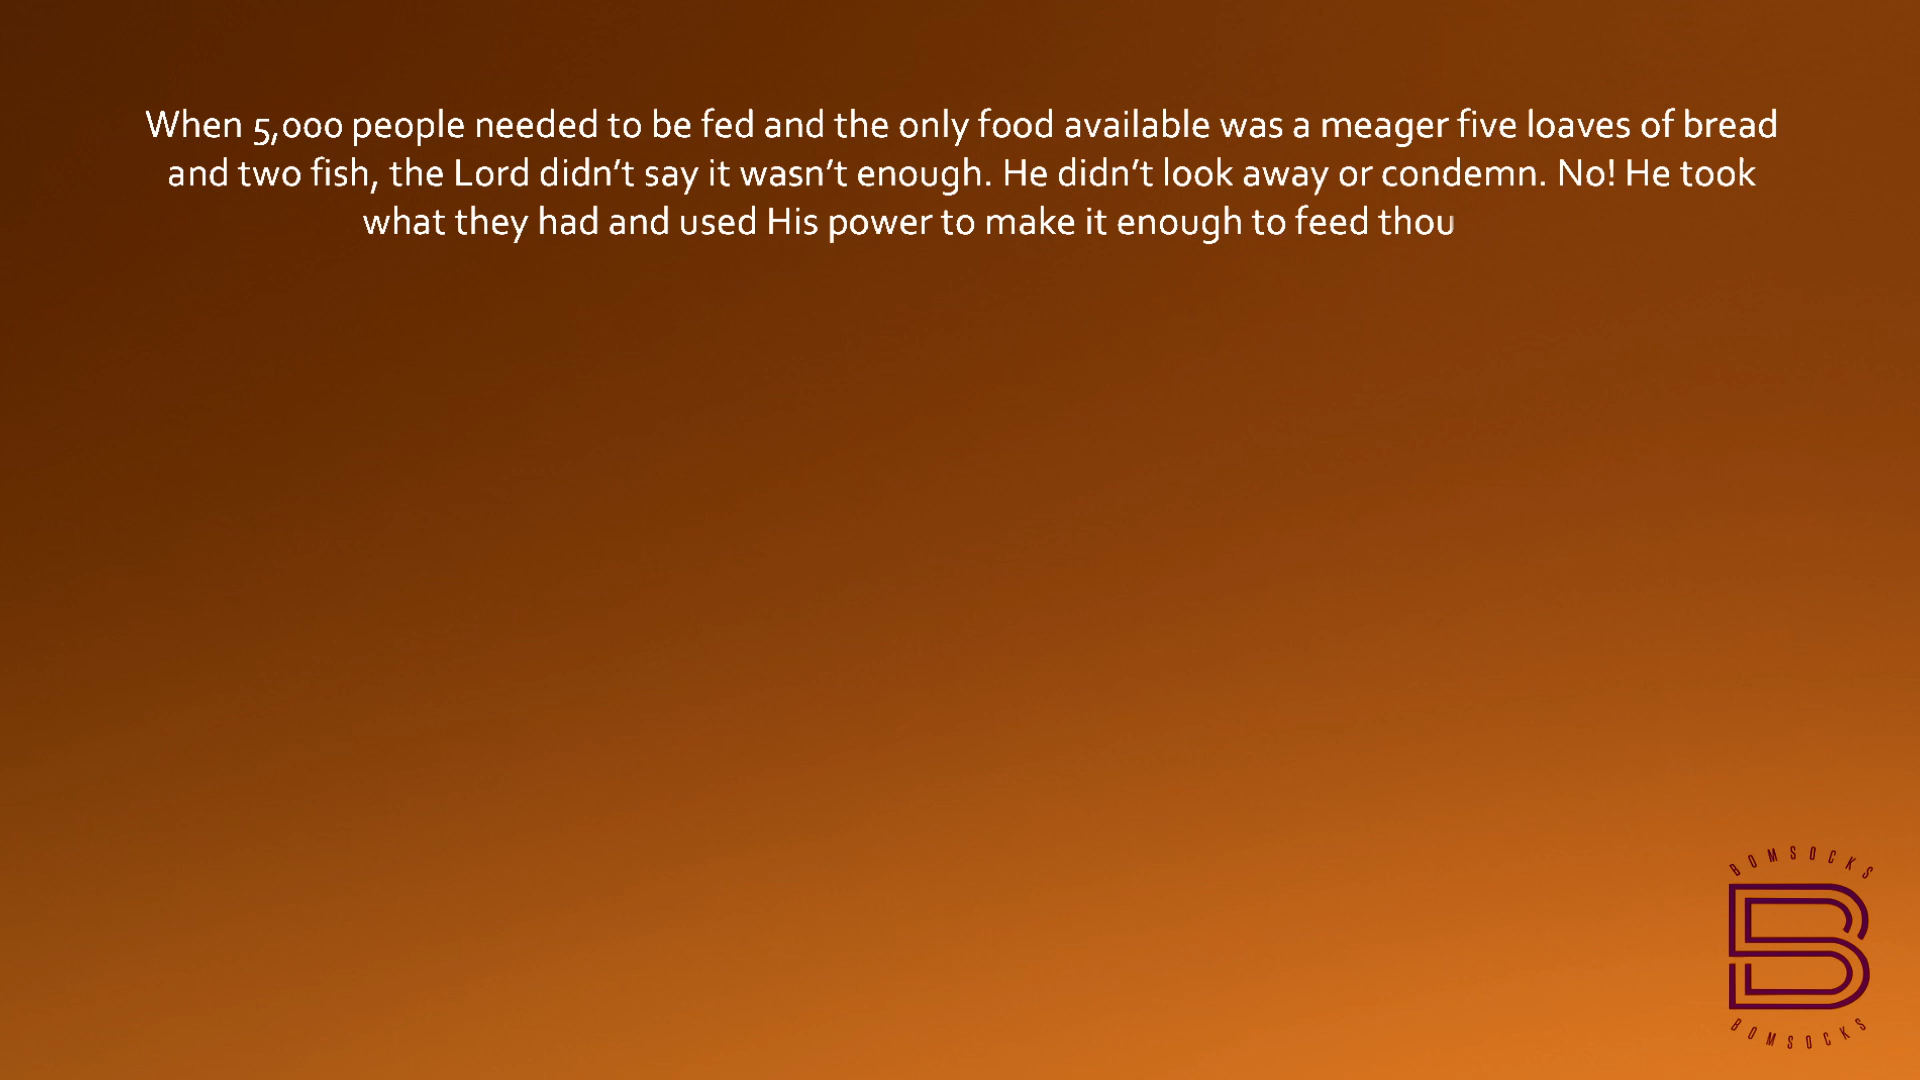 When 5,000 people needed to be fed and the only food available was a meager five loaves of bread
and two fish, the Lord didn’t say it wasn’t enough. He didn’t look away or condemn. No! He took
what they had and used His power to make it enough to feed thou
BOMSOCKS
B
BOMSOCKS